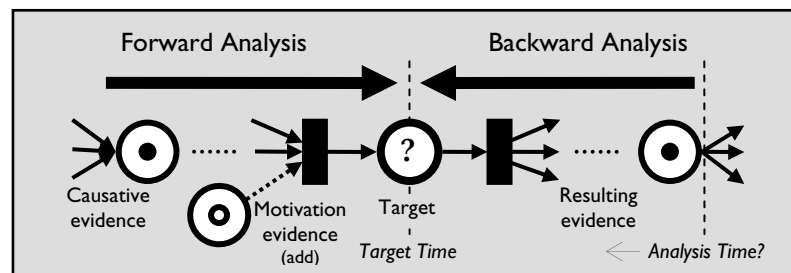 Forward Analysis
Backward Analysis
?
Causative
evidence
Motivation
evidence
(add)
Target
Resulting
evidence
Target Time
Analysis Time?